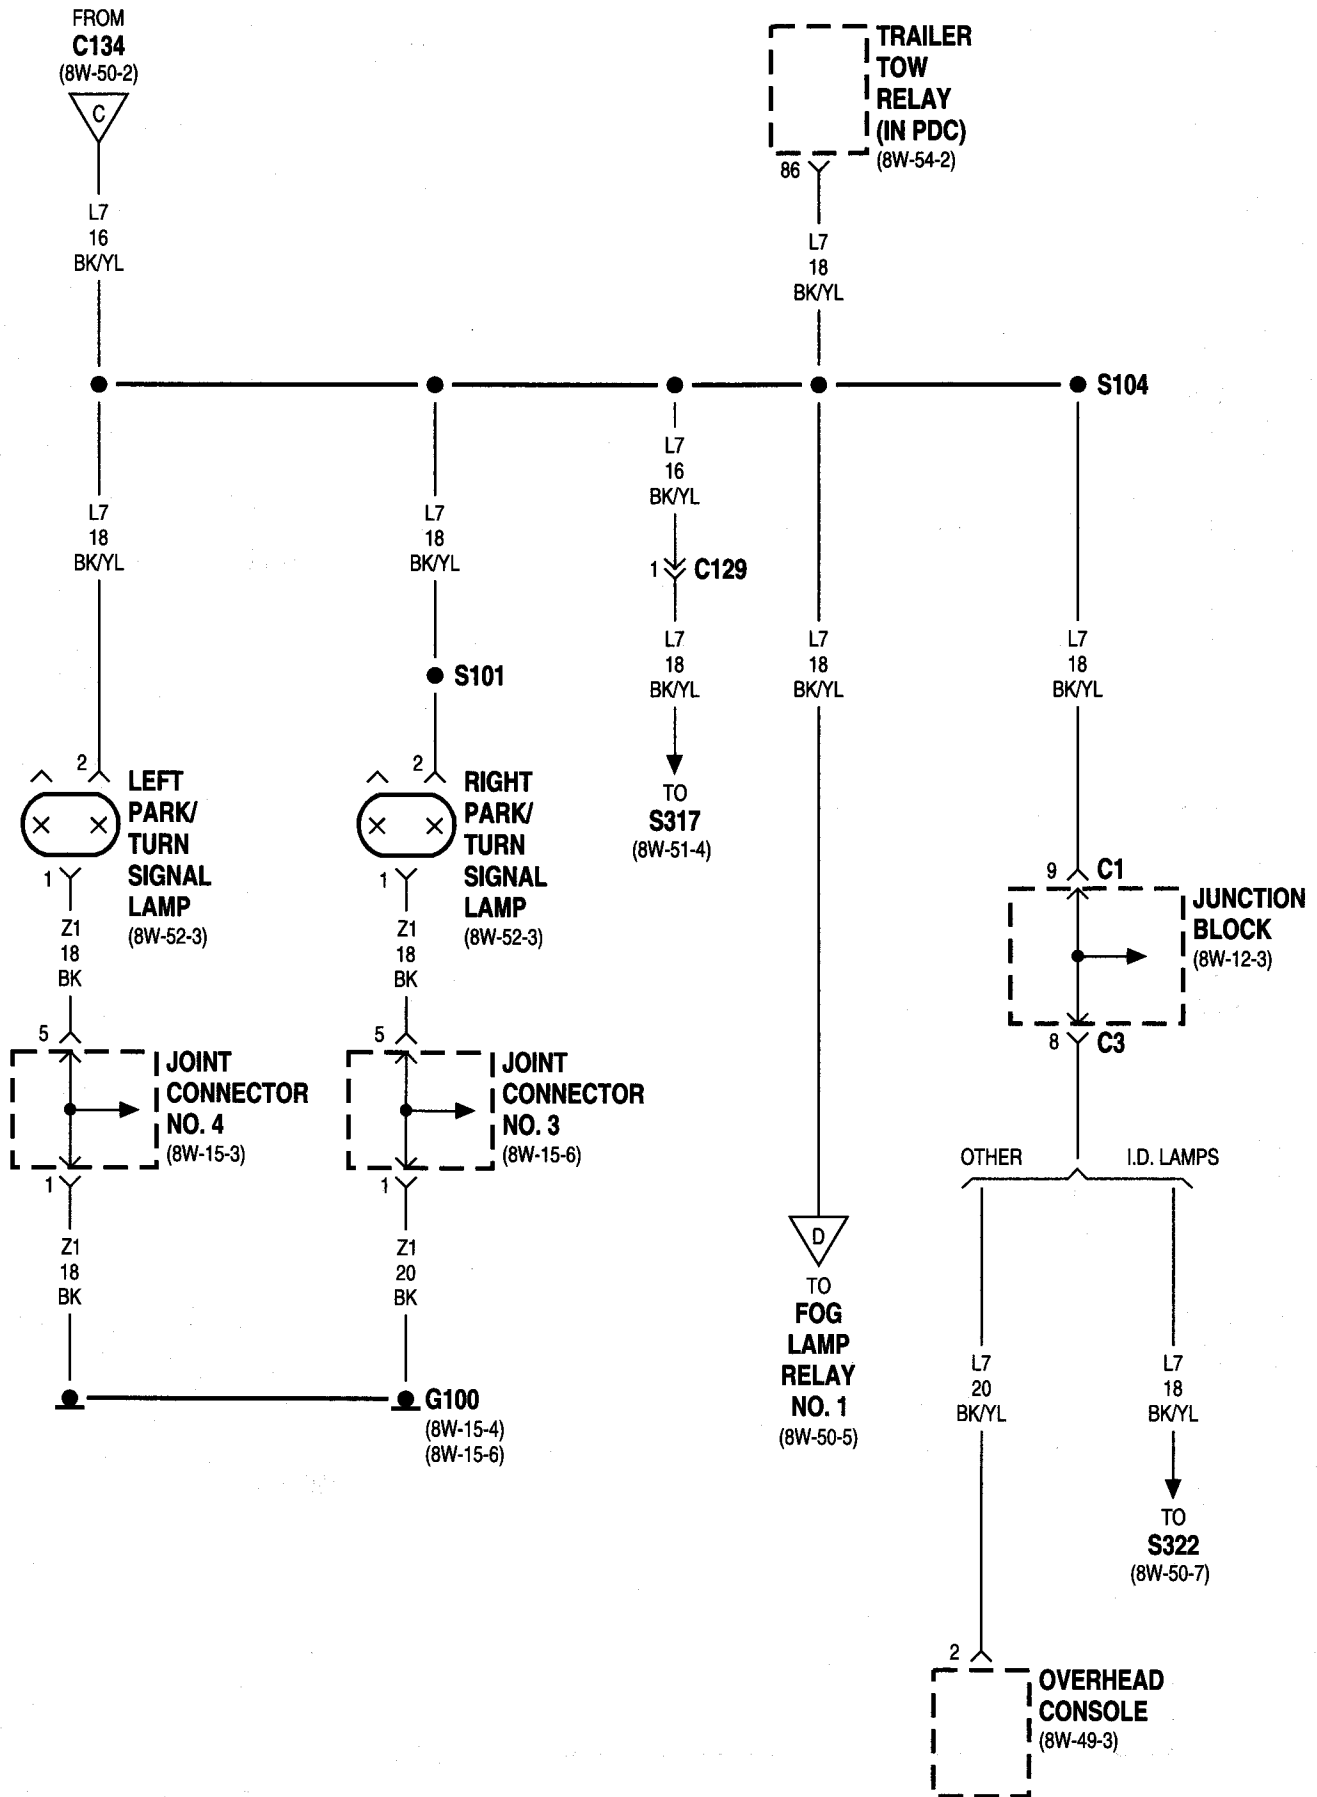 FROM
C134
(8W-50-2)
C
L7
16
BK/YL
TRAILER
TOW
RELAY
(IN PDC)
(8W-54-2)
86
L7
18
BK/YL
S104
L7
18
BK/YL
L7
18
BK/YL
S101
L7
16
BK/YL
1
C129
L7
18
BK/YL
TO
S317
(8W-51-4)
L7
18
BK/YL
L7
18
BK/YL
2
LEFT
PARK/
TURN
SIGNAL
LAMP
(8W-52-3)
1
Z1
18
BK
2
RIGHT
PARK/
TURN
SIGNAL
LAMP
(8W-52-3)
1
Z1
18
BK
9
C1
JUNCTION
BLOCK
(8W-12-3)
8
C3
5
JOINT
CONNECTOR
NO. 4
(8W-15-3)
1
Z1
18
BK
5
JOINT
CONNECTOR
NO. 3
(8W-15-6)
1
Z1
20
BK
G100
(8W-15-4)
(8W-15-6)
D
TO
FOG
LAMP
RELAY
NO. 1
(8W-50-5)
OTHER
I.D. LAMPS
L7
20
BK/YL
L7
18
BK/YL
TO
S322
(8W-50-7)
2
OVERHEAD
CONSOLE
(8W-49-3)